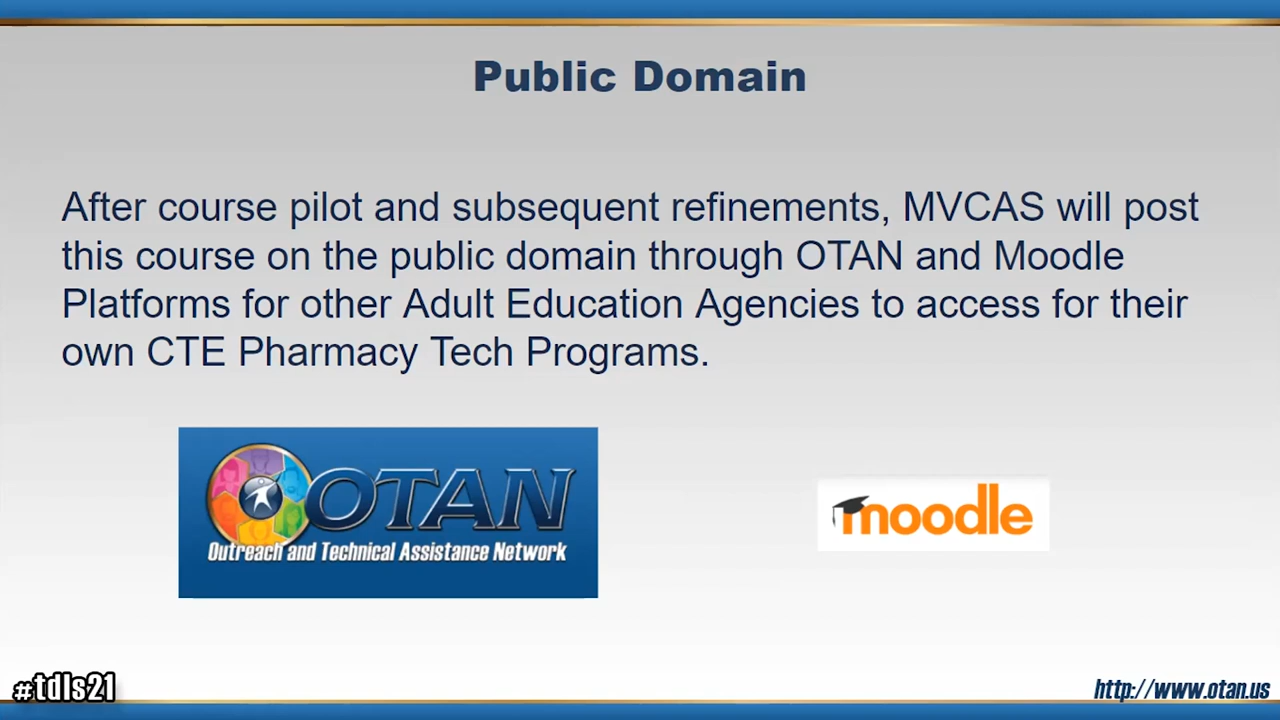 Public Domain
After course pilot and subsequent refinements, MVCAS will post
this course on the public domain through OTAN and Moodle
Platforms for other Adult Education Agencies to access for their
own CTE Pharmacy Tech Programs.
OTAN
Outreach and Technical Assistance Network
moodle
#tdls21
http://www.otan.us